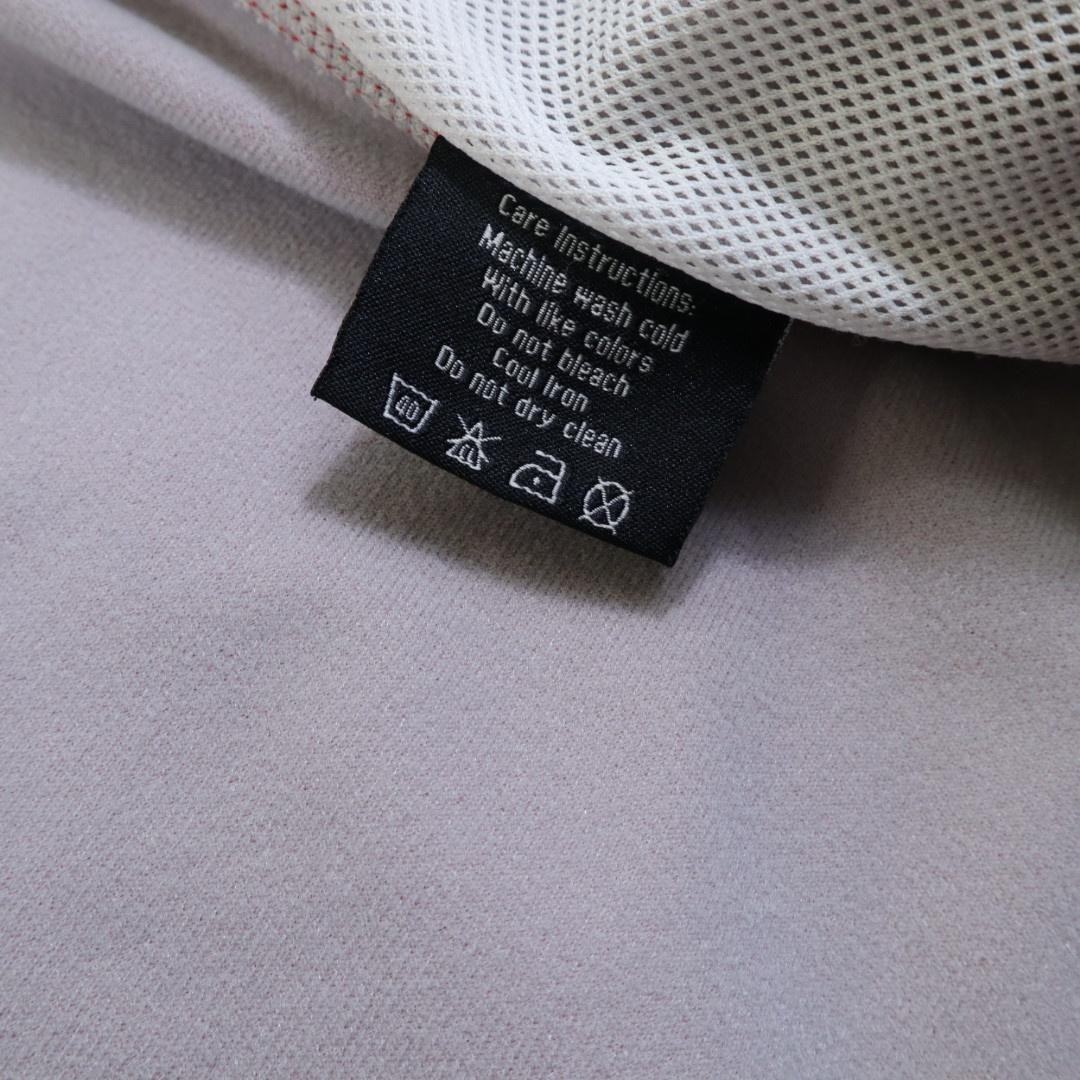 Care Instructions:
Machine wash cold
With like colors
Do not bleach
Cool Iron
Do not dry clean
40